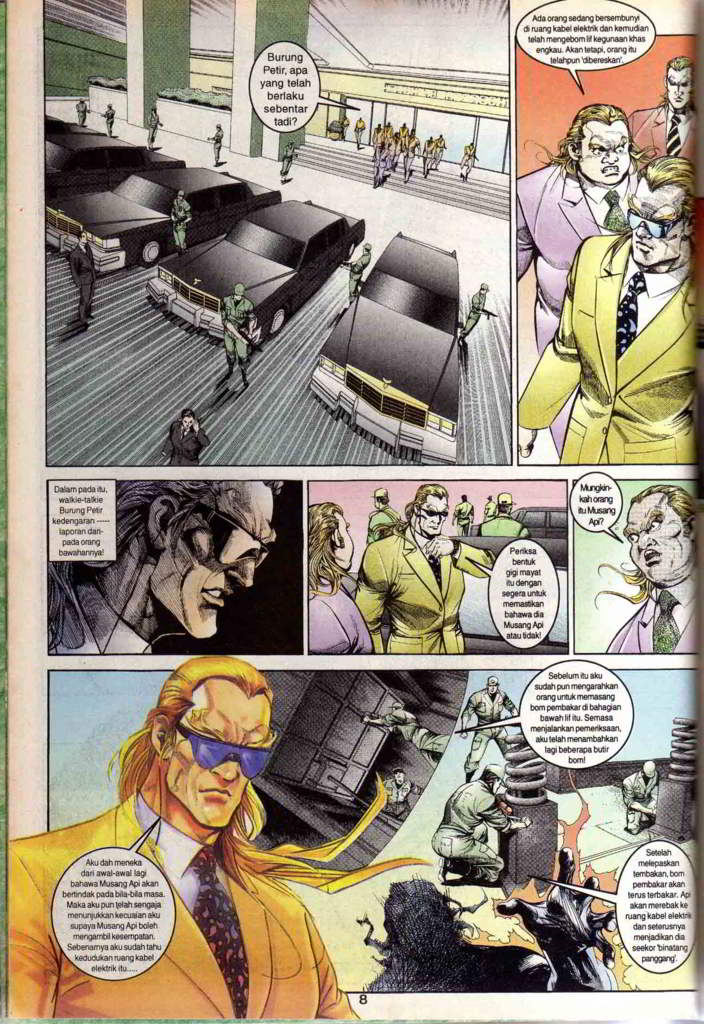 Burung
Petir, apa
yang telah
berlaku
sebentar
tadi?
Ada orang sedang bersembunyi
di ruang kabel elektrik dan kemudian
telah mengebom lif kegunaan khas
engkau. Akan tetapi, orang itu
telahpun 'dibereskan'.
Dalam pada itu,
walkie-talkie
Burung Petir
kedengaran -----
laporan dari-
pada orang
bawahannya!
Periksa
bentuk
gigi mayat
itu dengan
segera untuk
memastikan
bahawa dia
Musang Api
atau tidak!
Mungkin-
kah orang
itu Musang
Api?
Sebelum itu aku
sudah pun mengarahkan
orang untuk memasang
bom pembakar di bahagian
bawah lif itu. Semasa
menjalankan pemeriksaan,
aku telah menambahkan
lagi beberapa butir
bom!
Aku dah meneka
dari awal-awal lagi
bahawa Musang Api akan
bertindak pada bila-bila masa.
Maka aku pun telah sengaja
menunjukkan kecuaian aku
supaya Musang Api boleh
mengambil kesempatan.
Sebenarnya aku sudah tahu
kedudukan ruang kabel
elektrik itu.....
Setelah
melepaskan
tembakan, bom
pembakar akan
terus terbakar. Api
akan merebak ke
ruang kabel elektrik
dan seterusnya
menjadikan dia
seekor 'binatang
panggang'.
8